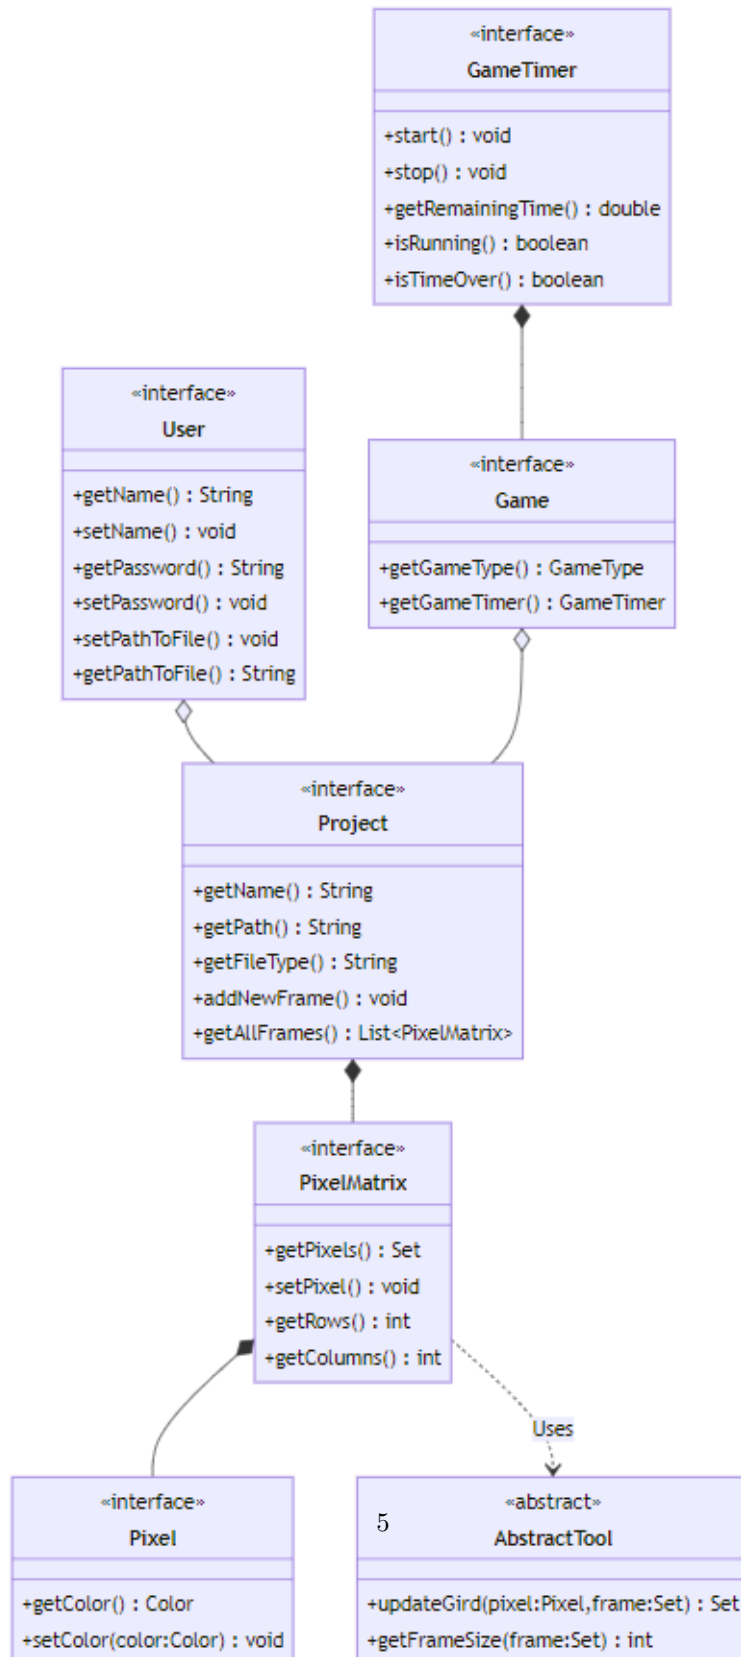 «interface»
GameTimer
+start() : void
+stop() : void
+getRemainingTime() : double
+isRunning() : boolean
+isTimeOver() : boolean
«interface»
User
+getName() : String
+setName() : void
+getPassword() : String
+setPassword() : void
+setPathToFile() : void
+getPathToFile() : String
«interface»
Game
+getGameType() : GameType
+getGameTimer() : GameTimer
«interface»
Project
+getName() : String
+getPath() : String
+getFileType() : String
+addNewFrame() : void
+getAllFrames() : List<PixelMatrix>
«interface»
PixelMatrix
+getPixels() : Set
+setPixel() : void
+getRows() : int
+getColumns() : int
Uses
«interface»
Pixel
+getColor() : Color
+setColor(color:Color) : void
«abstract»
5
AbstractTool
+updateGird(pixel:Pixel,frame:Set) : Set
+getFrameSize(frame:Set) : int